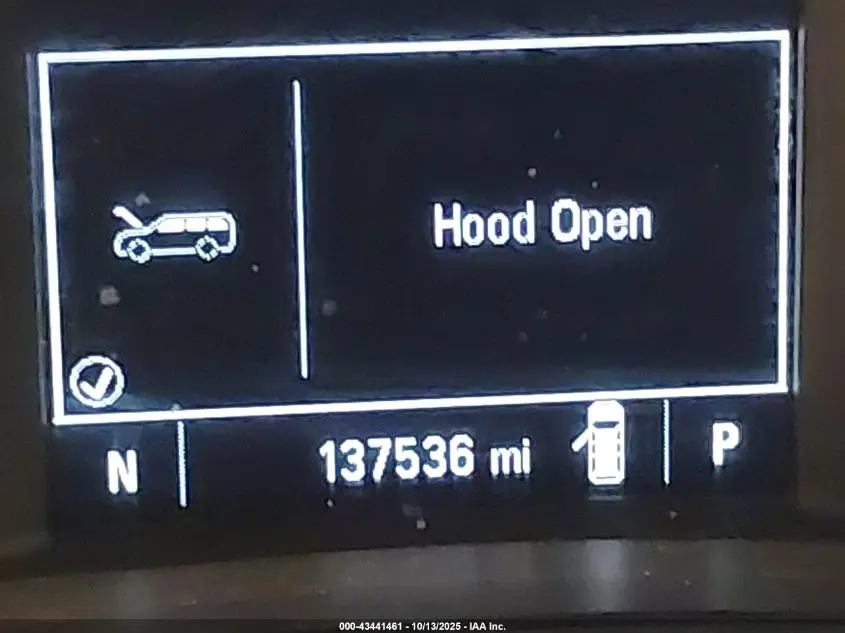 Hood Open
N 137536 mi P
000-43441461 - 10/13/2025 - IAA Inc.